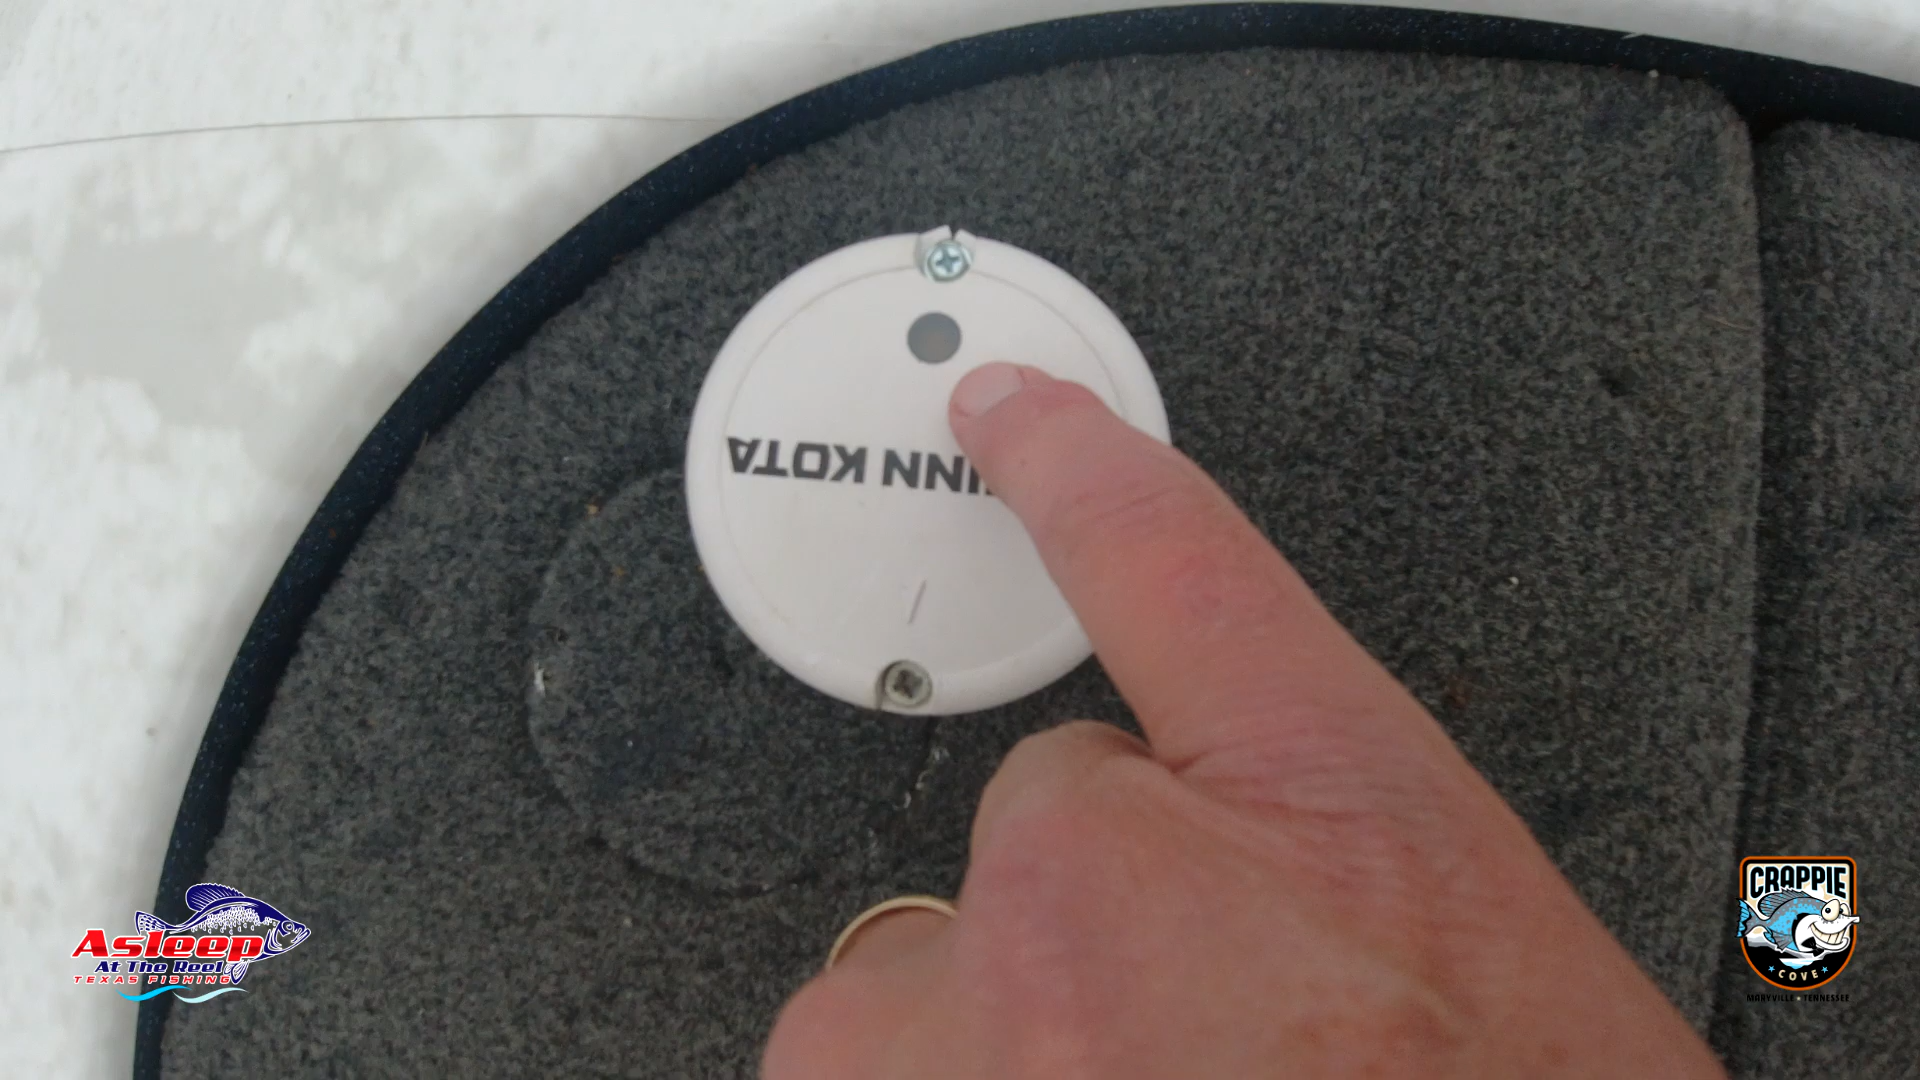 INN KOTA
Asleep
At The Reel
TEXAS FISHING
CRAPPIE
COVE
MARYVILLE • TENNESSEE